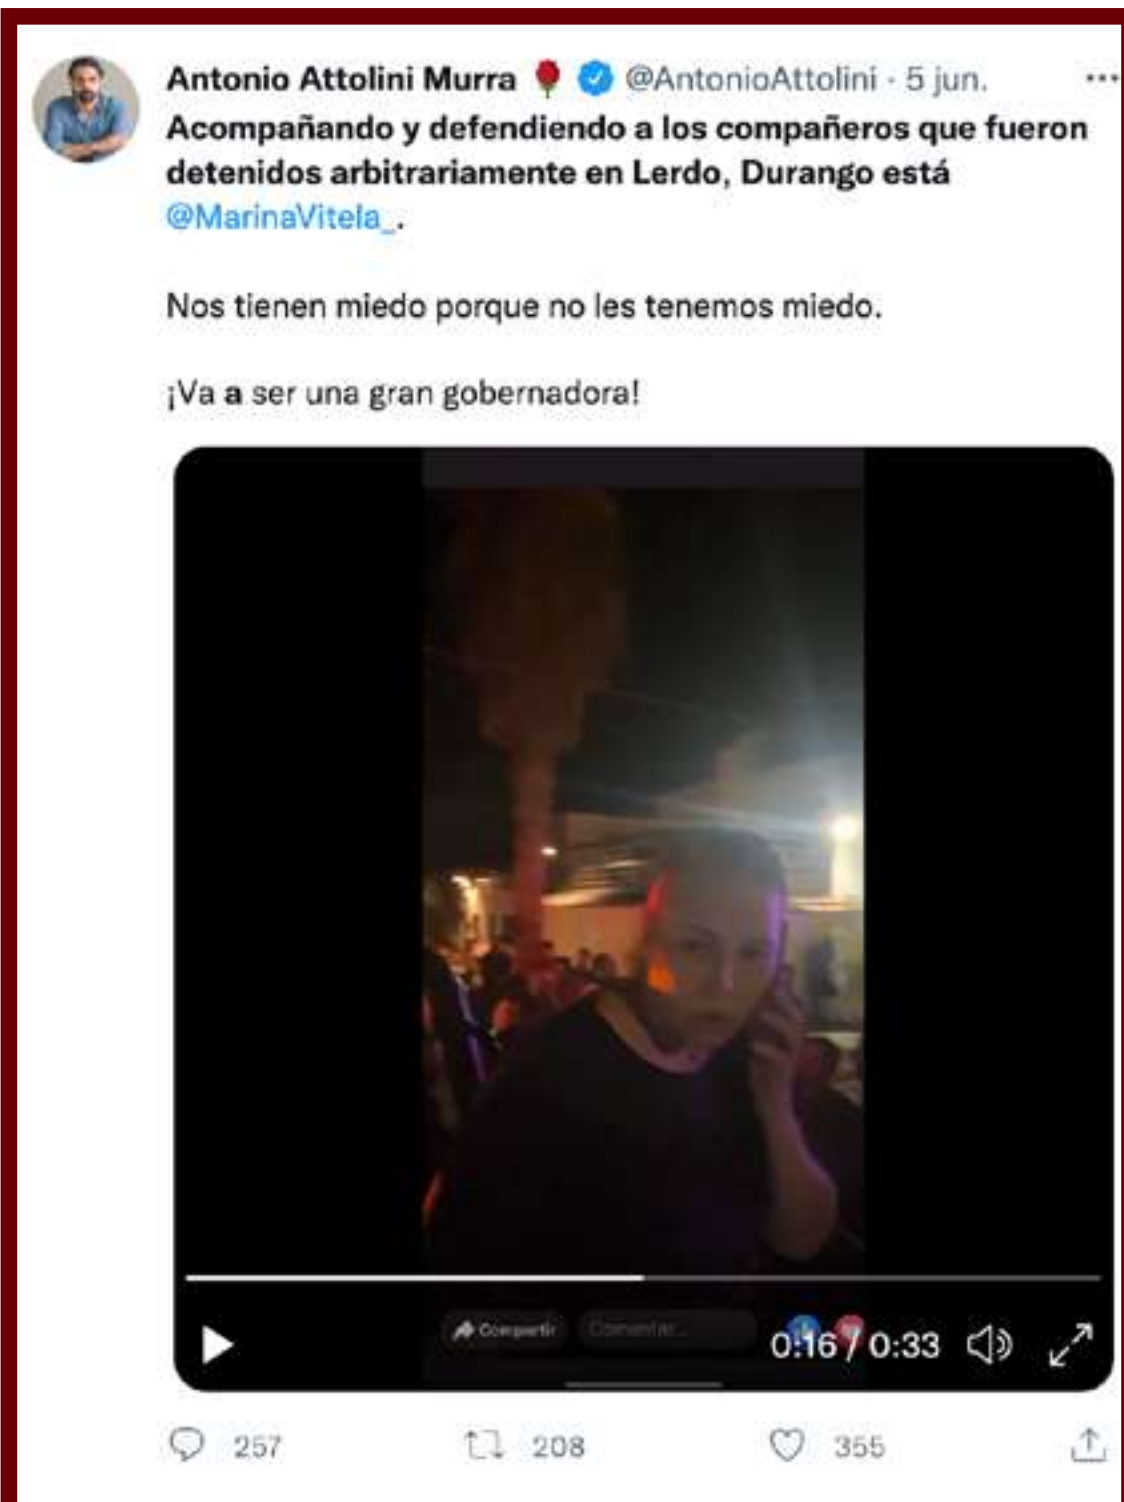 Antonio Attolini Murra @AntonioAttolini · 5 jun.
Acompañando y defendiendo a los compañeros que fueron
detenidos arbitrariamente en Lerdo, Durango está
@MarinaVitela_.
Nos tienen miedo porque no les tenemos miedo.
¡Va a ser una gran gobernadora!
Compartir
Comentar...
0:16 / 0:33
257 208 355